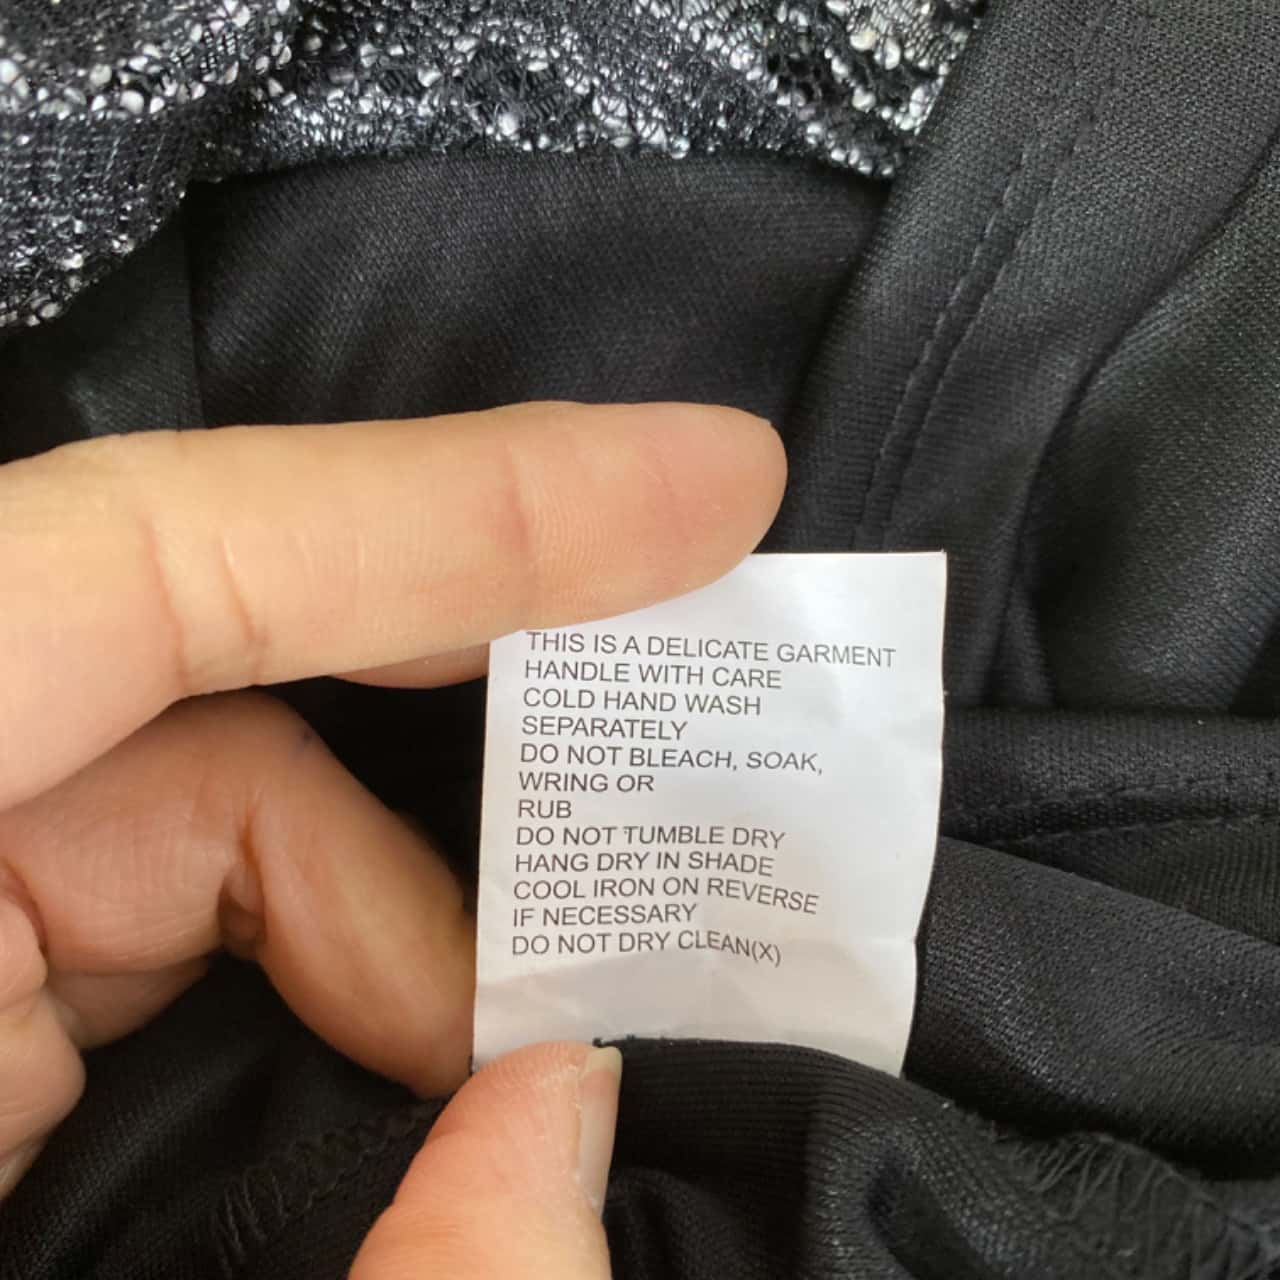 THIS IS A DELICATE GARMENT
HANDLE WITH CARE
COLD HAND WASH
SEPARATELY
DO NOT BLEACH, SOAK,
WRING OR
RUB
DO NOT TUMBLE DRY
HANG DRY IN SHADE
COOL IRON ON REVERSE
IF NECESSARY
DO NOT DRY CLEAN(X)